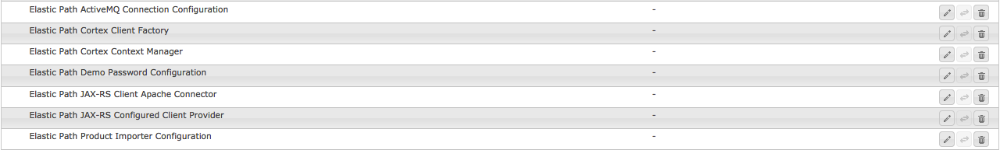 Elastic Path ActiveMQ Connection Configuration -
Elastic Path Cortex Client Factory -
Elastic Path Cortex Context Manager -
Elastic Path Demo Password Configuration -
Elastic Path JAX-RS Client Apache Connector -
Elastic Path JAX-RS Configured Client Provider -
Elastic Path Product Importer Configuration -